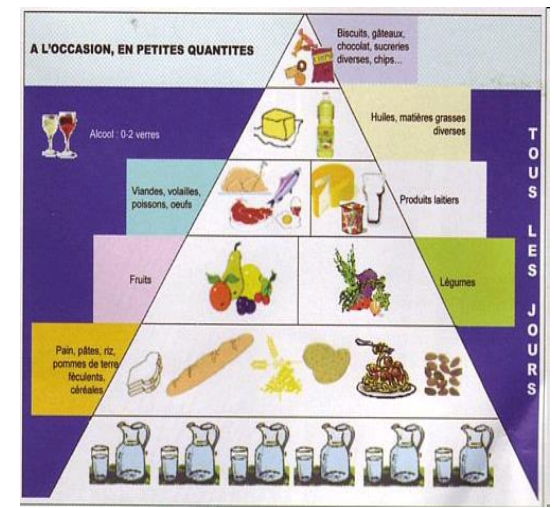 A L'OCCASION, EN PETITES QUANTITES
Biscuits, gâteaux,
chocolat, sucreries
diverses, chips...
CHIPS
Huiles, matières grasses
diverses
Alcool : 0-2 verres
Viandes, volailles,
poissons, oeufs
Produits laitiers
Fruits
Légumes
Pain, pâtes, riz,
pommes de terre
féculents,
céréales
TOUS LES JOURS